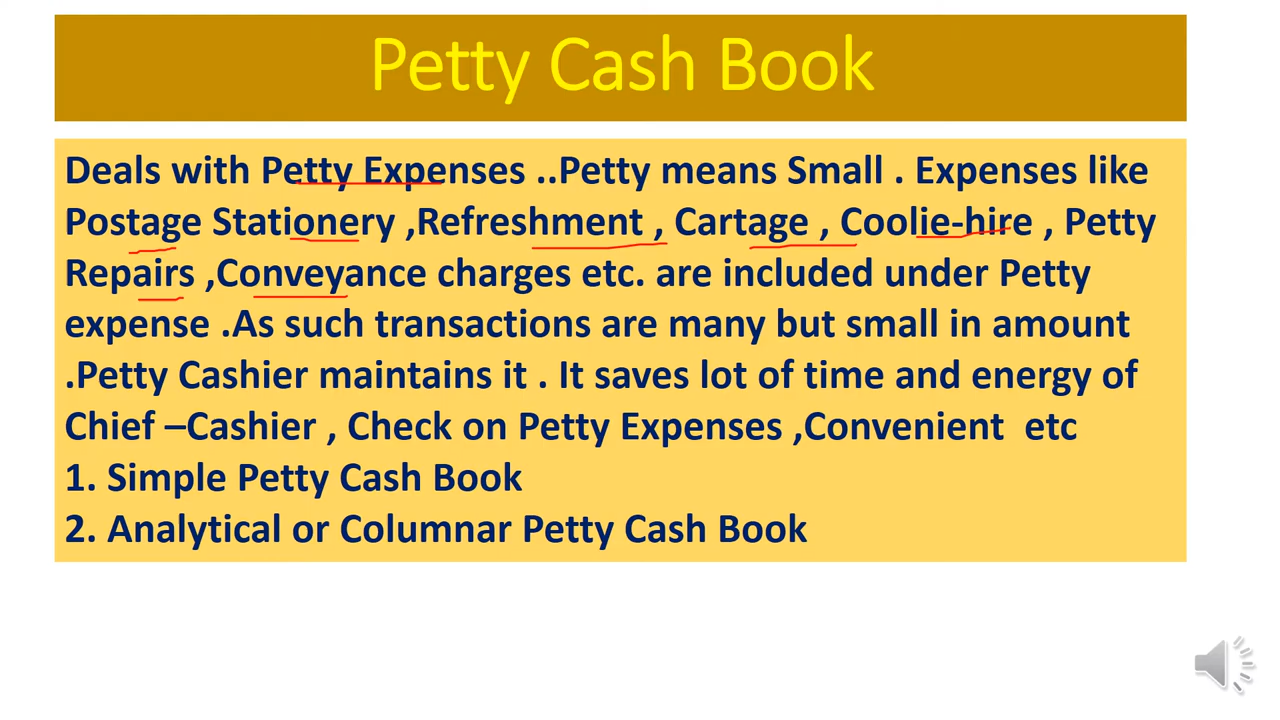 Petty Cash Book
Deals with Petty Expenses ..Petty means Small . Expenses like
Postage Stationery ,Refreshment , Cartage , Coolie-hire , Petty
Repairs ,Conveyance charges etc. are included under Petty
expense .As such transactions are many but small in amount
.Petty Cashier maintains it . It saves lot of time and energy of
Chief –Cashier , Check on Petty Expenses ,Convenient etc
1. Simple Petty Cash Book
2. Analytical or Columnar Petty Cash Book